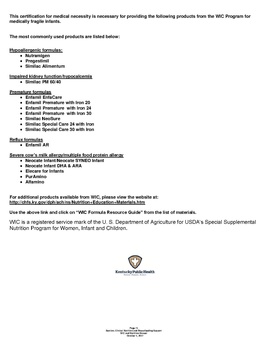 This certification for medical necessity is necessary for providing the following products from the WIC Program for
medically fragile infants.
The most commonly used products are listed below:
Hypoallergenic formulas:
• Nutramigen
• Pregestimil
• Similac Alimentum
Impaired kidney function/hypocalcemia
• Similac PM 60/40
Premature formulas
• Enfamil EnfaCare
• Enfamil Premature with Iron 20
• Enfamil Premature with Iron 24
• Enfamil Premature with Iron 30
• Similac NeoSure
• Similac Special Care 24 with Iron
• Similac Special Care 30 with Iron
Reflux formulas
• Enfamil AR
Severe cow's milk allergy/multiple food protein allergy
• Neocate Infant/Neocate SYNEO Infant
• Neocate Infant DHA & ARA
• Elecare for Infants
• PurAmino
• Alfamino
For additional products available from WIC, please view the website at:
http://chfs.ky.gov/dph/ach/ns/Nutrition+Education+Materials.htm
Use the above link and click on "WIC Formula Resource Guide" from the list of materials.
WIC is a registered service mark of the U. S. Department of Agriculture for USDA's Special Supplemental
Nutrition Program for Women, Infant and Children.
Kentucky Public Health